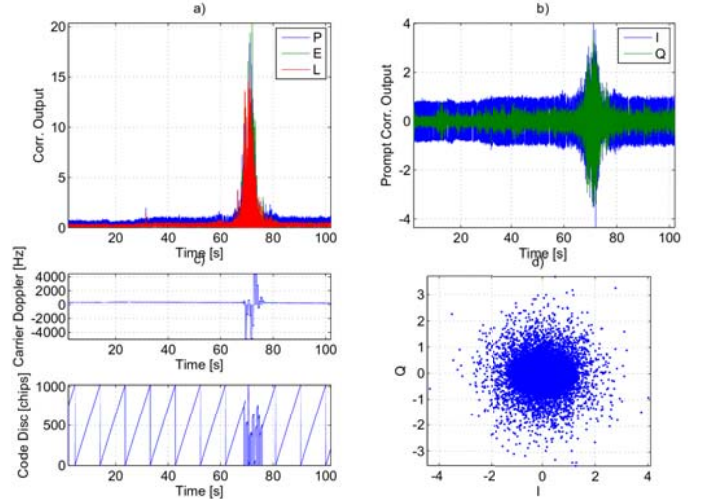 a)
20
15
10
5
0
Corr. Output
P
E
L
20
40
60
80
100
Time [s]
b)
4
2
0
-2
-4
Prompt Corr. Output
I
Q
20
40
60
80
100
Time [s]
c)
4000
2000
0
-2000
-4000
Carrier Doppler [Hz]
20
40
60
80
100
Time [s]
1000
500
0
Code Disc [chips]
20
40
60
80
100
Time [s]
d)
3
2
1
0
-1
-2
-3
Q
-4
-2
0
2
4
I